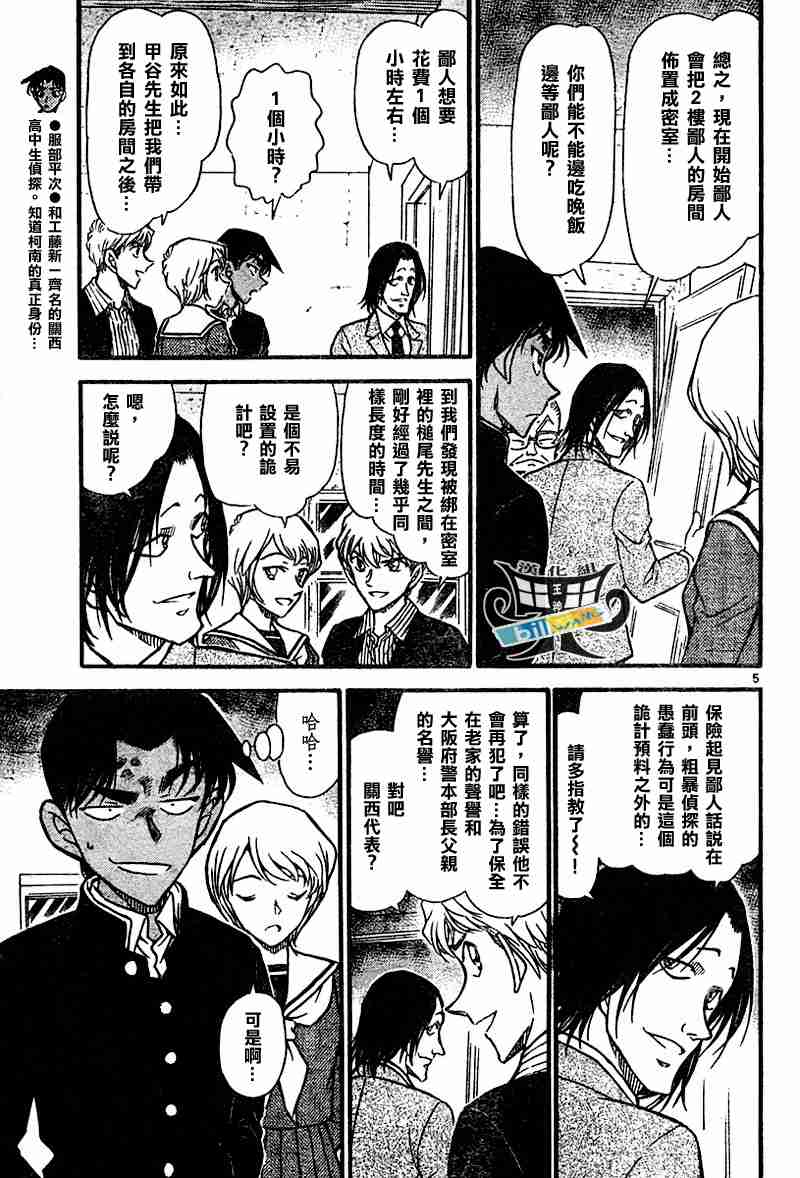 總之，現在開始鄙人
會把2樓鄙人的房間
佈置成密室…
你們能不能邊吃晚飯
邊等鄙人呢？
鄙人想要
花費1個
小時左右…
1個小時？
原來如此…
甲谷先生把我們帶
到各自的房間之後…
●服部平次●和工藤新一齊名的關西
高中生偵探。知道柯南的真正身份…
到我們發現被綁在密室
裡的槌尾先生之間，
剛好經過了幾乎同
樣長度的時間…
是個不易
設置的詭
計吧？
嗯，
怎麼說呢？
漢化組
王神
bil
WANG
5
保險起見鄙人話説在
前頭，粗暴偵探的
愚蠢行為可是這個
詭計預料之外的…
請多指教了～！
算了，同樣的錯誤他不
會再犯了吧…為了保全
在老家的聲譽和
大阪府警本部長父親
的名譽…
對吧
關西代表？
哈哈…
可是啊…